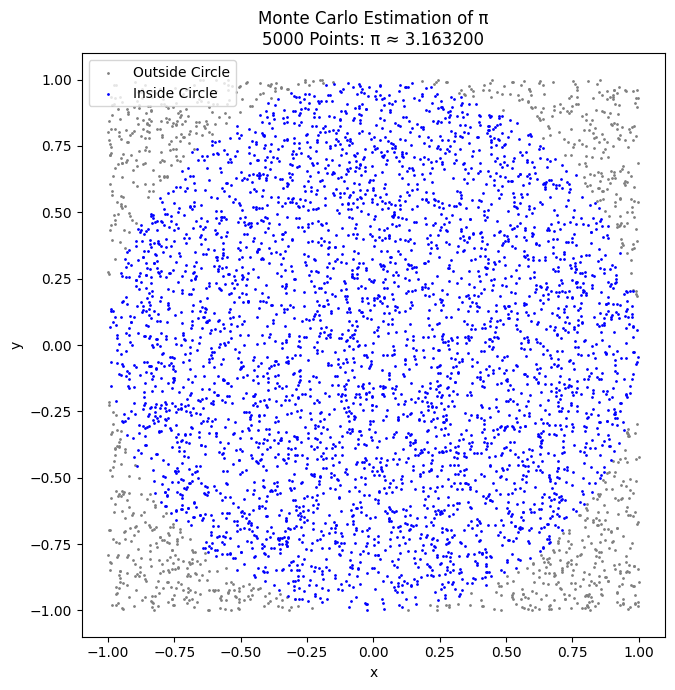 Monte Carlo Estimation of π
5000 Points: π ≈ 3.163200
Outside Circle
Inside Circle
1.00
0.75
0.50
0.25
0.00
−0.25
−0.50
−0.75
−1.00
y
−1.00 −0.75 −0.50 −0.25 0.00 0.25 0.50 0.75 1.00
x